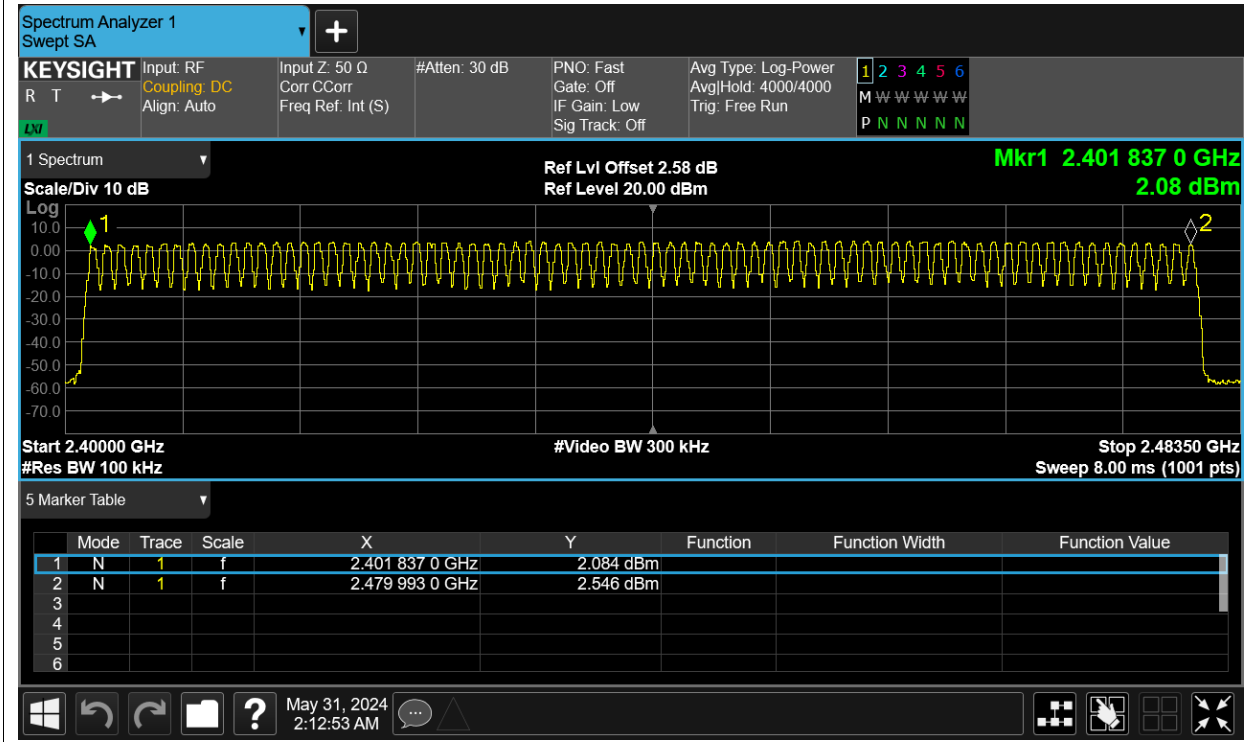 Spectrum Analyzer 1
Swept SA
+
KEYSIGHT
R T
LXI
Input: RF
Coupling: DC
Align: Auto
Input Z: 50 Ω
Corr CCorr
Freq Ref: Int (S)
#Atten: 30 dB
PNO: Fast
Gate: Off
IF Gain: Low
Sig Track: Off
Avg Type: Log-Power
Avg|Hold: 4000/4000
Trig: Free Run
1 2 3 4 5 6
M W W W W W
P N N N N N
1 Spectrum
Scale/Div 10 dB
Ref Lvl Offset 2.58 dB
Ref Level 20.00 dBm
Mkr1 2.401 837 0 GHz
2.08 dBm
Log
10.0
0.00
-10.0
-20.0
-30.0
-40.0
-50.0
-60.0
-70.0
1
2
Start 2.40000 GHz
#Res BW 100 kHz
#Video BW 300 kHz
Stop 2.48350 GHz
Sweep 8.00 ms (1001 pts)
5 Marker Table
Mode Trace Scale X Y Function Function Width Function Value
1 N 1 f 2.401 837 0 GHz 2.084 dBm
2 N 1 f 2.479 993 0 GHz 2.546 dBm
3
4
5
6
?
May 31, 2024
2:12:53 AM